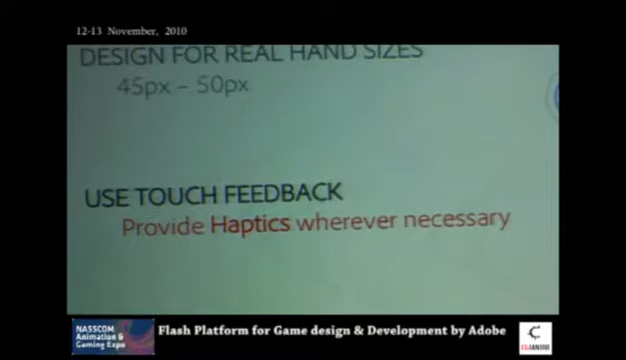 12-13 November, 2010
DESIGN FOR REAL HAND SIZES
45px – 50px
USE TOUCH FEEDBACK
Provide Haptics wherever necessary
NASSCOM
Animation &
Gaming Expo
Flash Platform for Game design & Development by Adobe